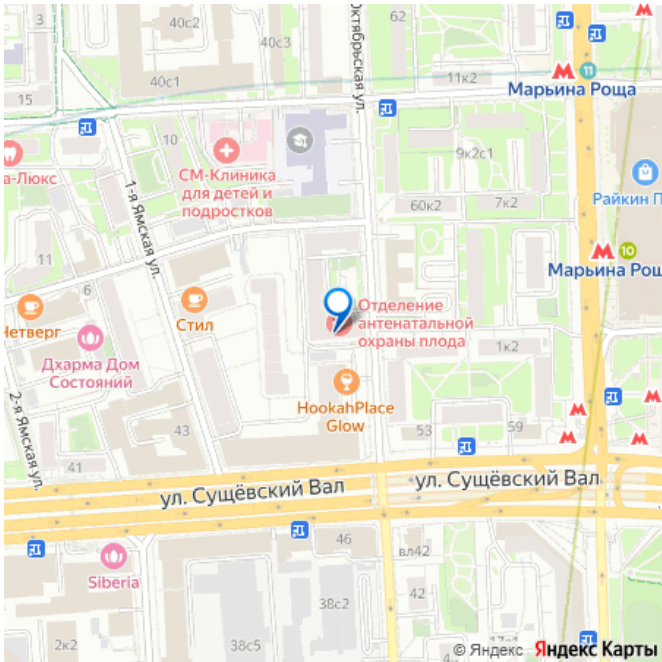 40с2
40с3
62
Октябрьская ул.
40с1
11к2
11
Марьина Роща
15
10
СМ-Клиника
для детей и
подростков
а-Люкс
9к2с1
60к2
7к2
Райкин П
1-я Ямская ул.
11
6
10
Марьина Рощ
Четверг
Стил
Отделение
антенатальной
охраны плода
Дхарма Дом
Состояний
1к2
HookahPlace
Glow
2-я Ямская ул.
43
53
59
41
ул. Сущёвский Вал
ул. Сущёвский Вал
46
вл42
Siberia
42
38с2
2к2
38с5
© Яндекс Яндекс Карты